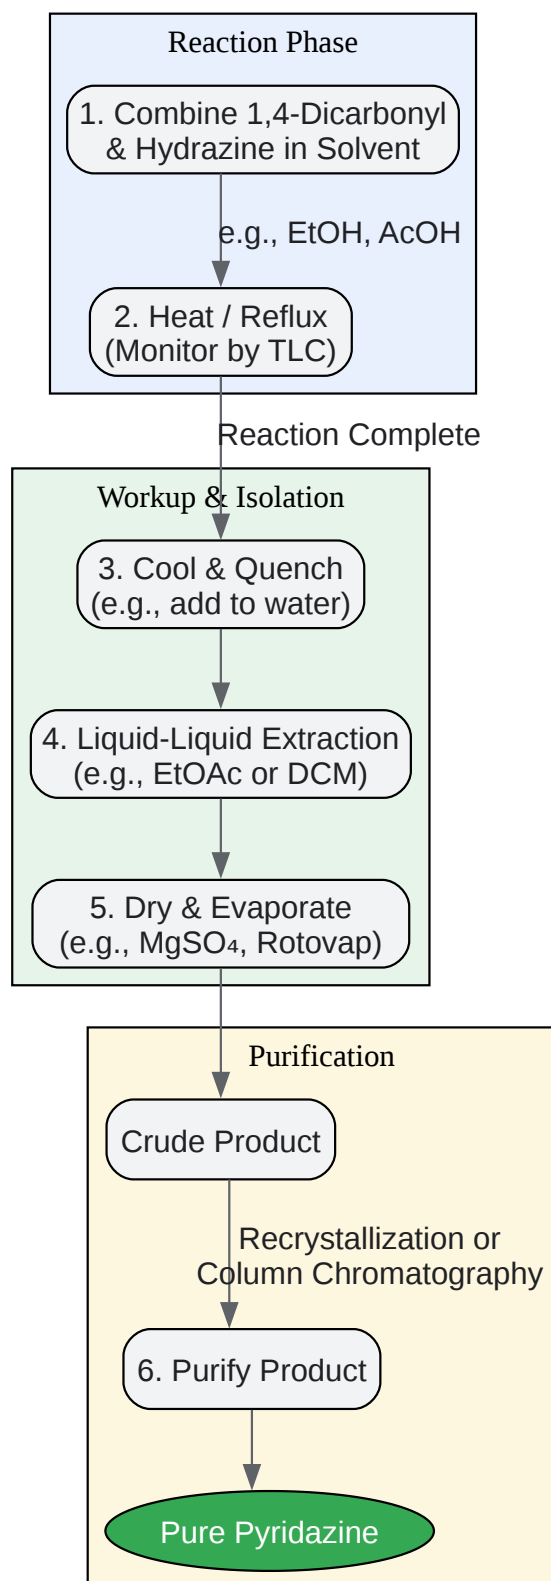 Reaction Phase
1. Combine 1,4-Dicarbonyl
& Hydrazine in Solvent
e.g., EtOH, AcOH
2. Heat / Reflux
(Monitor by TLC)
Reaction Complete
Workup & Isolation
3. Cool & Quench
(e.g., add to water)
4. Liquid-Liquid Extraction
(e.g., EtOAc or DCM)
5. Dry & Evaporate
(e.g., MgSO₄, Rotovap)
Purification
Crude Product
Recrystallization or
Column Chromatography
6. Purify Product
Pure Pyridazine